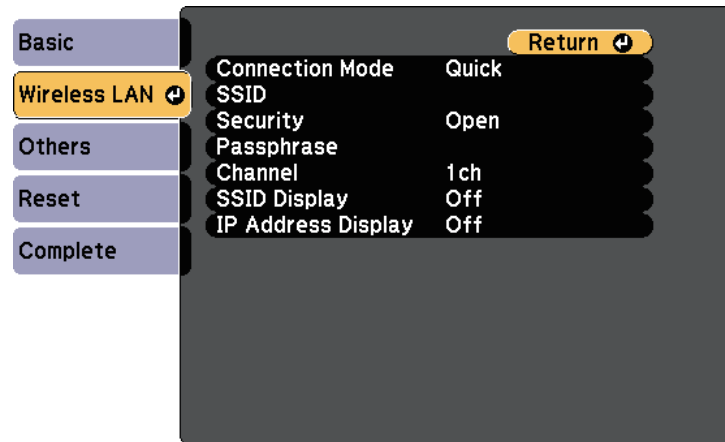 Basic
Wireless LAN
Others
Reset
Complete
Return
Connection Mode Quick
SSID
Security Open
Passphrase
Channel 1ch
SSID Display Off
IP Address Display Off